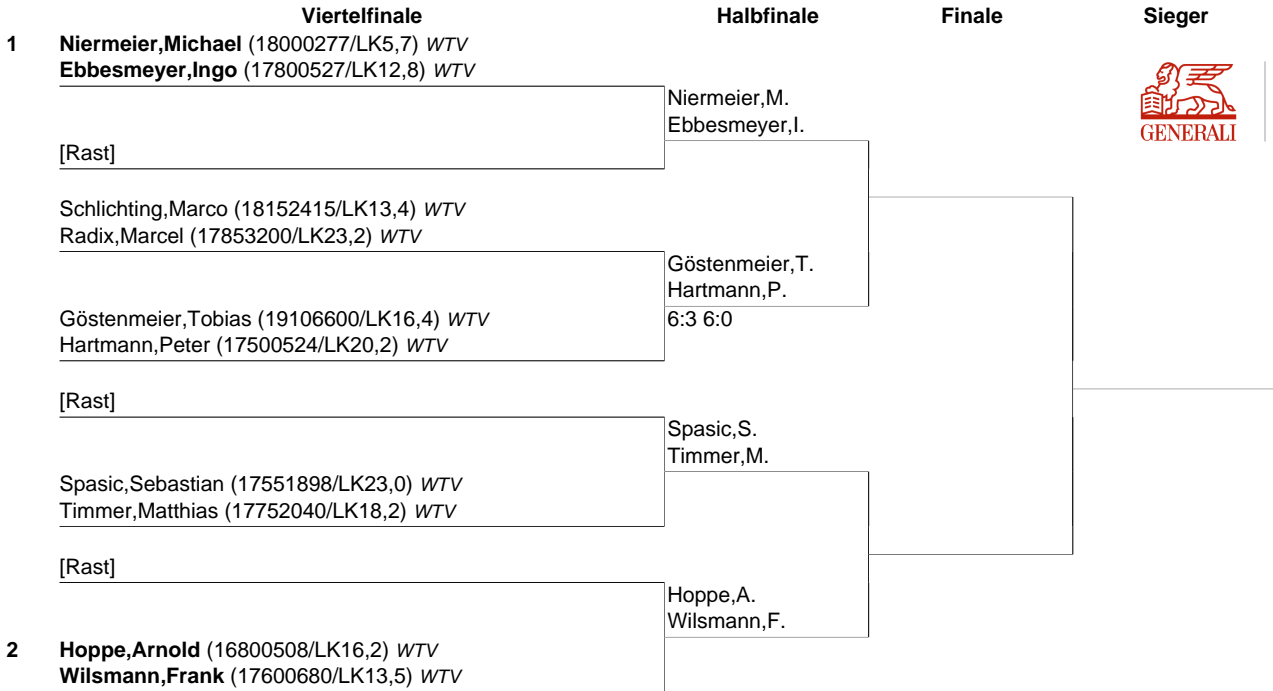 Viertelfinale Halbfinale Finale Sieger
1 Niermeier,Michael (18000277/LK5,7) WTV
Ebbesmeyer,Ingo (17800527/LK12,8) WTV
Niermeier,M.
Ebbesmeyer,I.
GENERALI
[Rast]
Schlichting,Marco (18152415/LK13,4) WTV
Radix,Marcel (17853200/LK23,2) WTV
Göstenmeier,T.
Hartmann,P.
Göstenmeier,Tobias (19106600/LK16,4) WTV 6:3 6:0
Hartmann,Peter (17500524/LK20,2) WTV
[Rast]
Spasic,S.
Timmer,M.
Spasic,Sebastian (17551898/LK23,0) WTV
Timmer,Matthias (17752040/LK18,2) WTV
[Rast]
Hoppe,A.
Wilsmann,F.
2 Hoppe,Arnold (16800508/LK16,2) WTV
Wilsmann,Frank (17600680/LK13,5) WTV